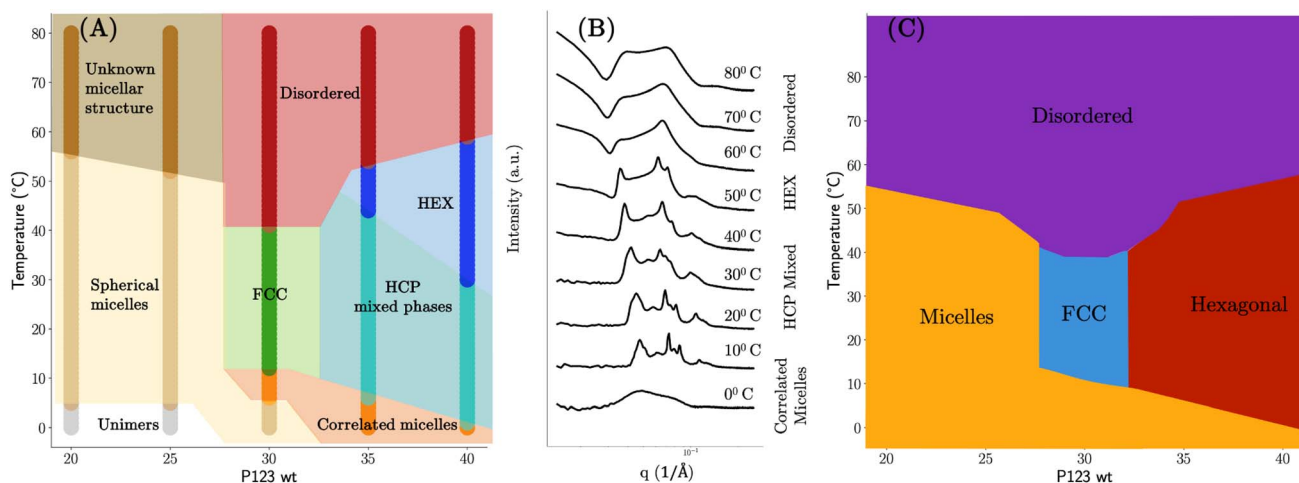 (A)
80
70
60
50
40
30
20
10
0
Temperature (°C)
Unknown
micellar
structure
Disordered
HEX
Spherical
micelles
FCC
HCP
mixed phases
Unimers
Correlated micelles
20
25
30
35
40
P123 wt
(B)
Intensity (a.u.)
80⁰ C
70⁰ C
60⁰ C
50⁰ C
40⁰ C
30⁰ C
20⁰ C
10⁰ C
0⁰ C
Disordered
HEX
HCP Mixed
Correlated
Micelles
10⁻¹
q (1/Å)
(C)
80
70
60
50
40
30
20
10
0
Temperature (°C)
Disordered
Micelles
FCC
Hexagonal
20
25
30
35
40
P123 wt